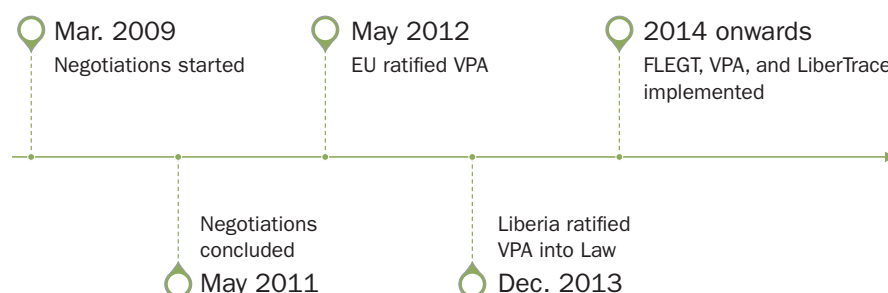 Mar. 2009
Negotiations started
May 2012
EU ratified VPA
2014 onwards
FLEGT, VPA, and LiberTrace
implemented
Negotiations
concluded
May 2011
Liberia ratified
VPA into Law
Dec. 2013